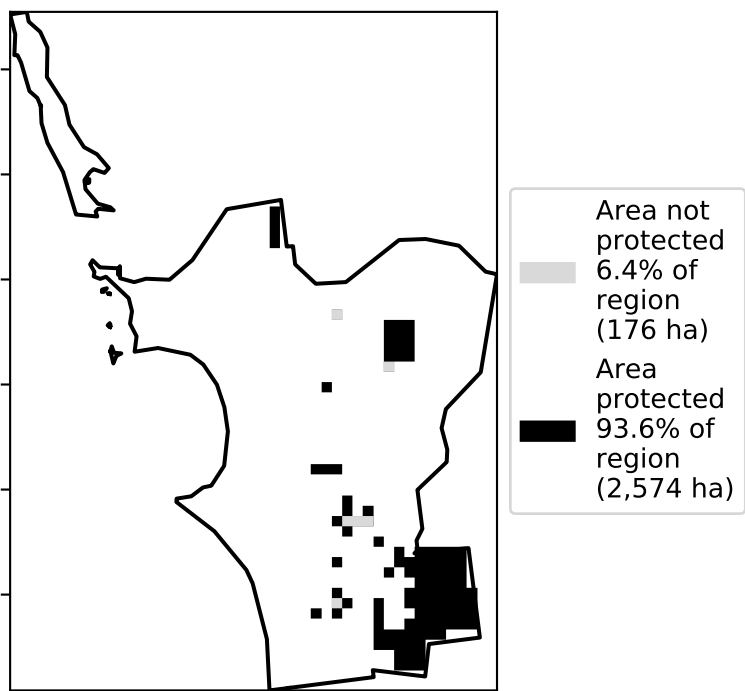 Area not
protected
6.4% of
region
(176 ha)
Area
protected
93.6% of
region
(2,574 ha)